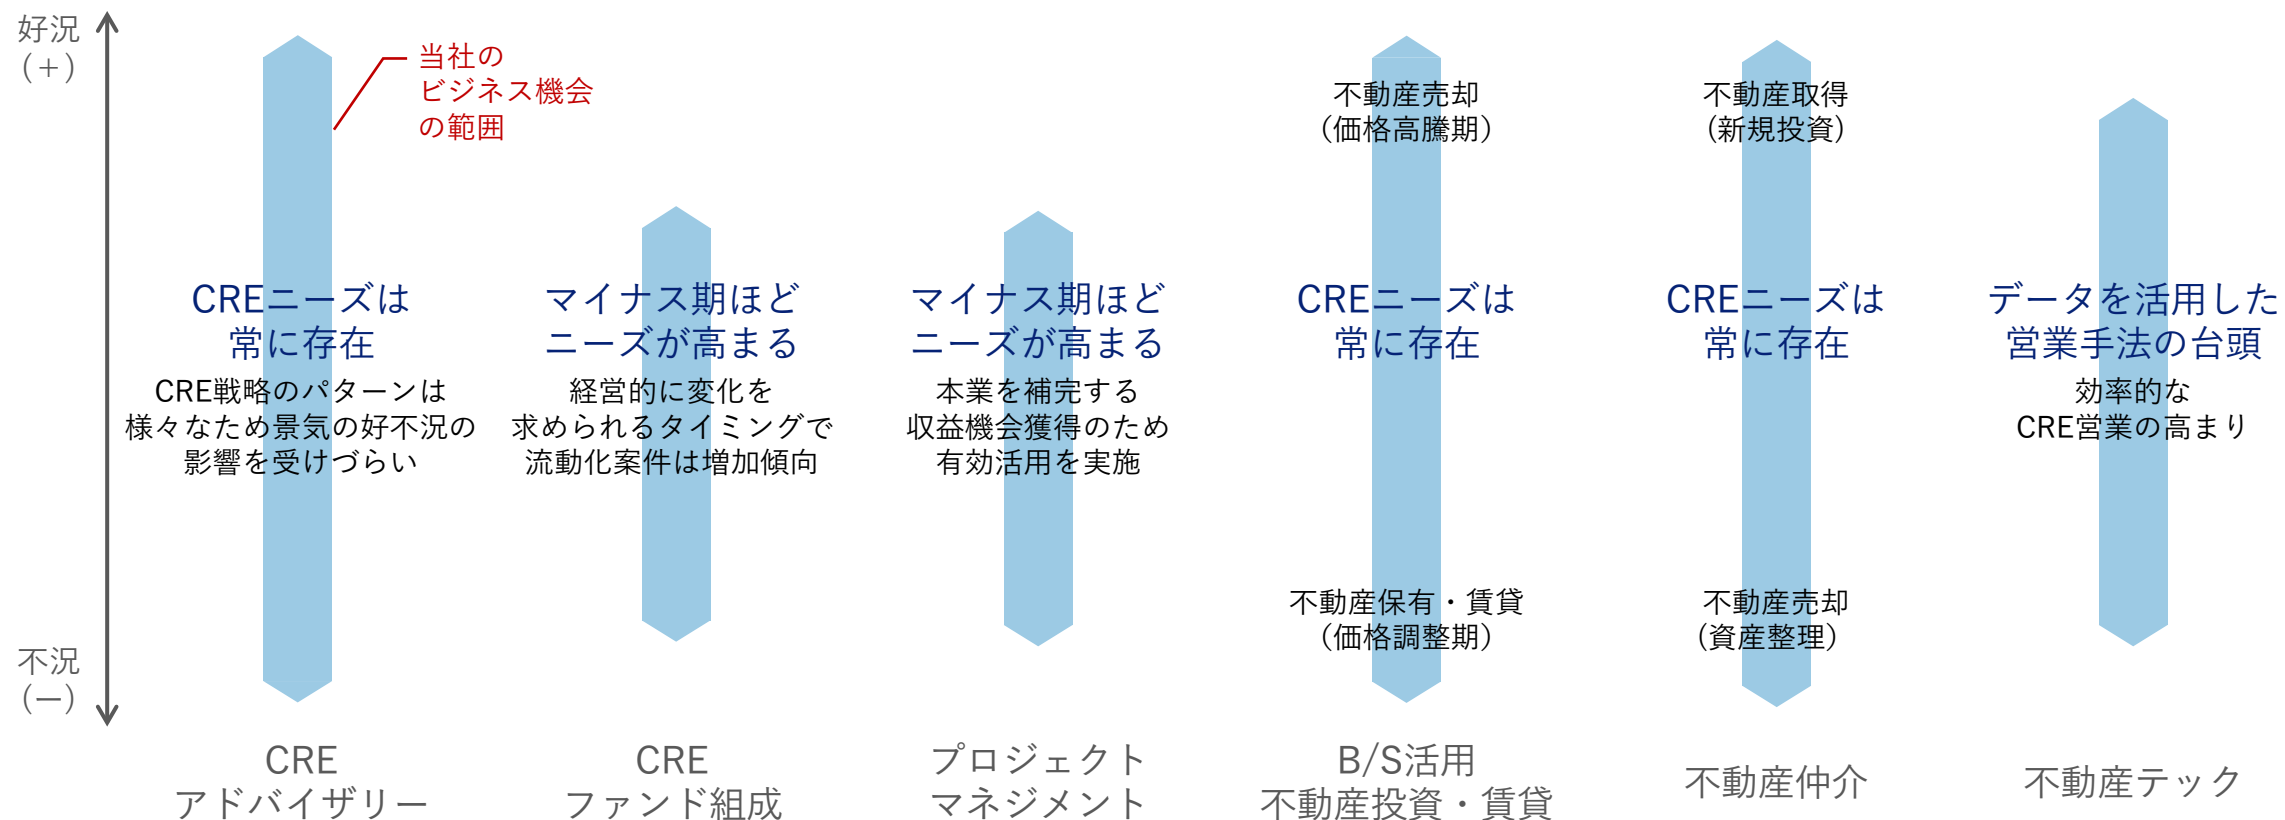 好況
(＋)
当社の
ビジネス機会
の範囲
CREニーズは
常に存在
CRE戦略のパターンは
様々なため景気の好不況の
影響を受けづらい
マイナス期ほど
ニーズが高まる
経営的に変化を
求められるタイミングで
流動化案件は増加傾向
マイナス期ほど
ニーズが高まる
本業を補完する
収益機会獲得のため
有効活用を実施
不動産売却
（価格高騰期）
CREニーズは
常に存在
不動産保有・賃貸
（価格調整期）
不動産取得
（新規投資）
CREニーズは
常に存在
不動産売却
（資産整理）
データを活用した
営業手法の台頭
効率的な
CRE営業の高まり
不況
(—)
CRE
アドバイザリー
CRE
ファンド組成
プロジェクト
マネジメント
B/S活用
不動産投資・賃貸
不動産仲介
不動産テック